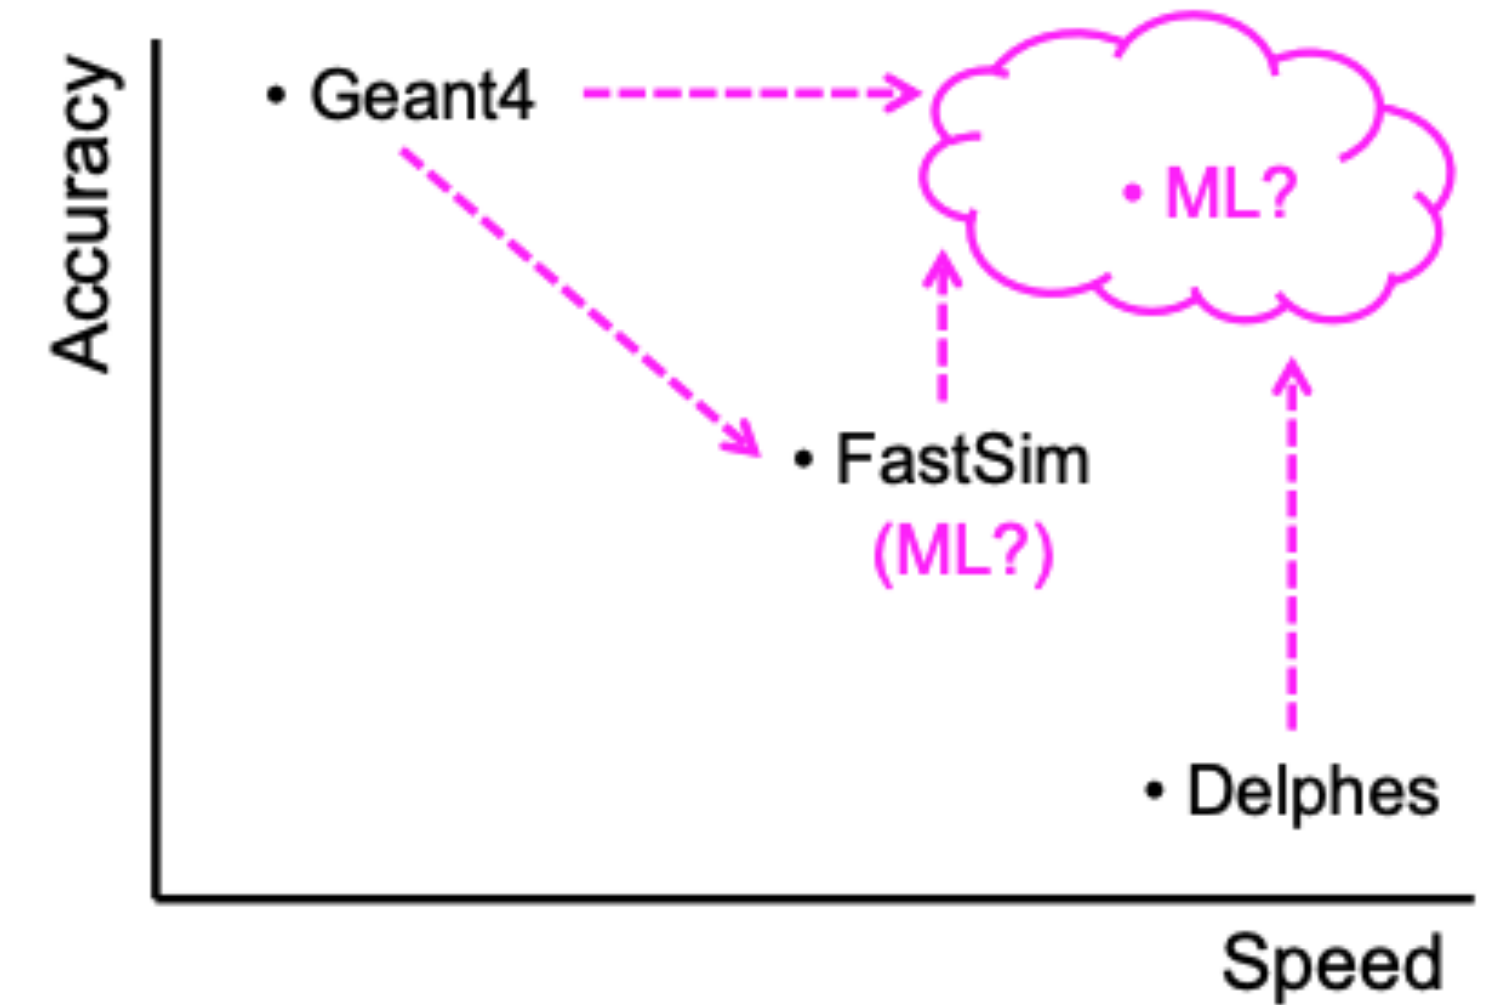 Accuracy
• Geant4
• ML?
• FastSim
(ML?)
• Delphes
Speed